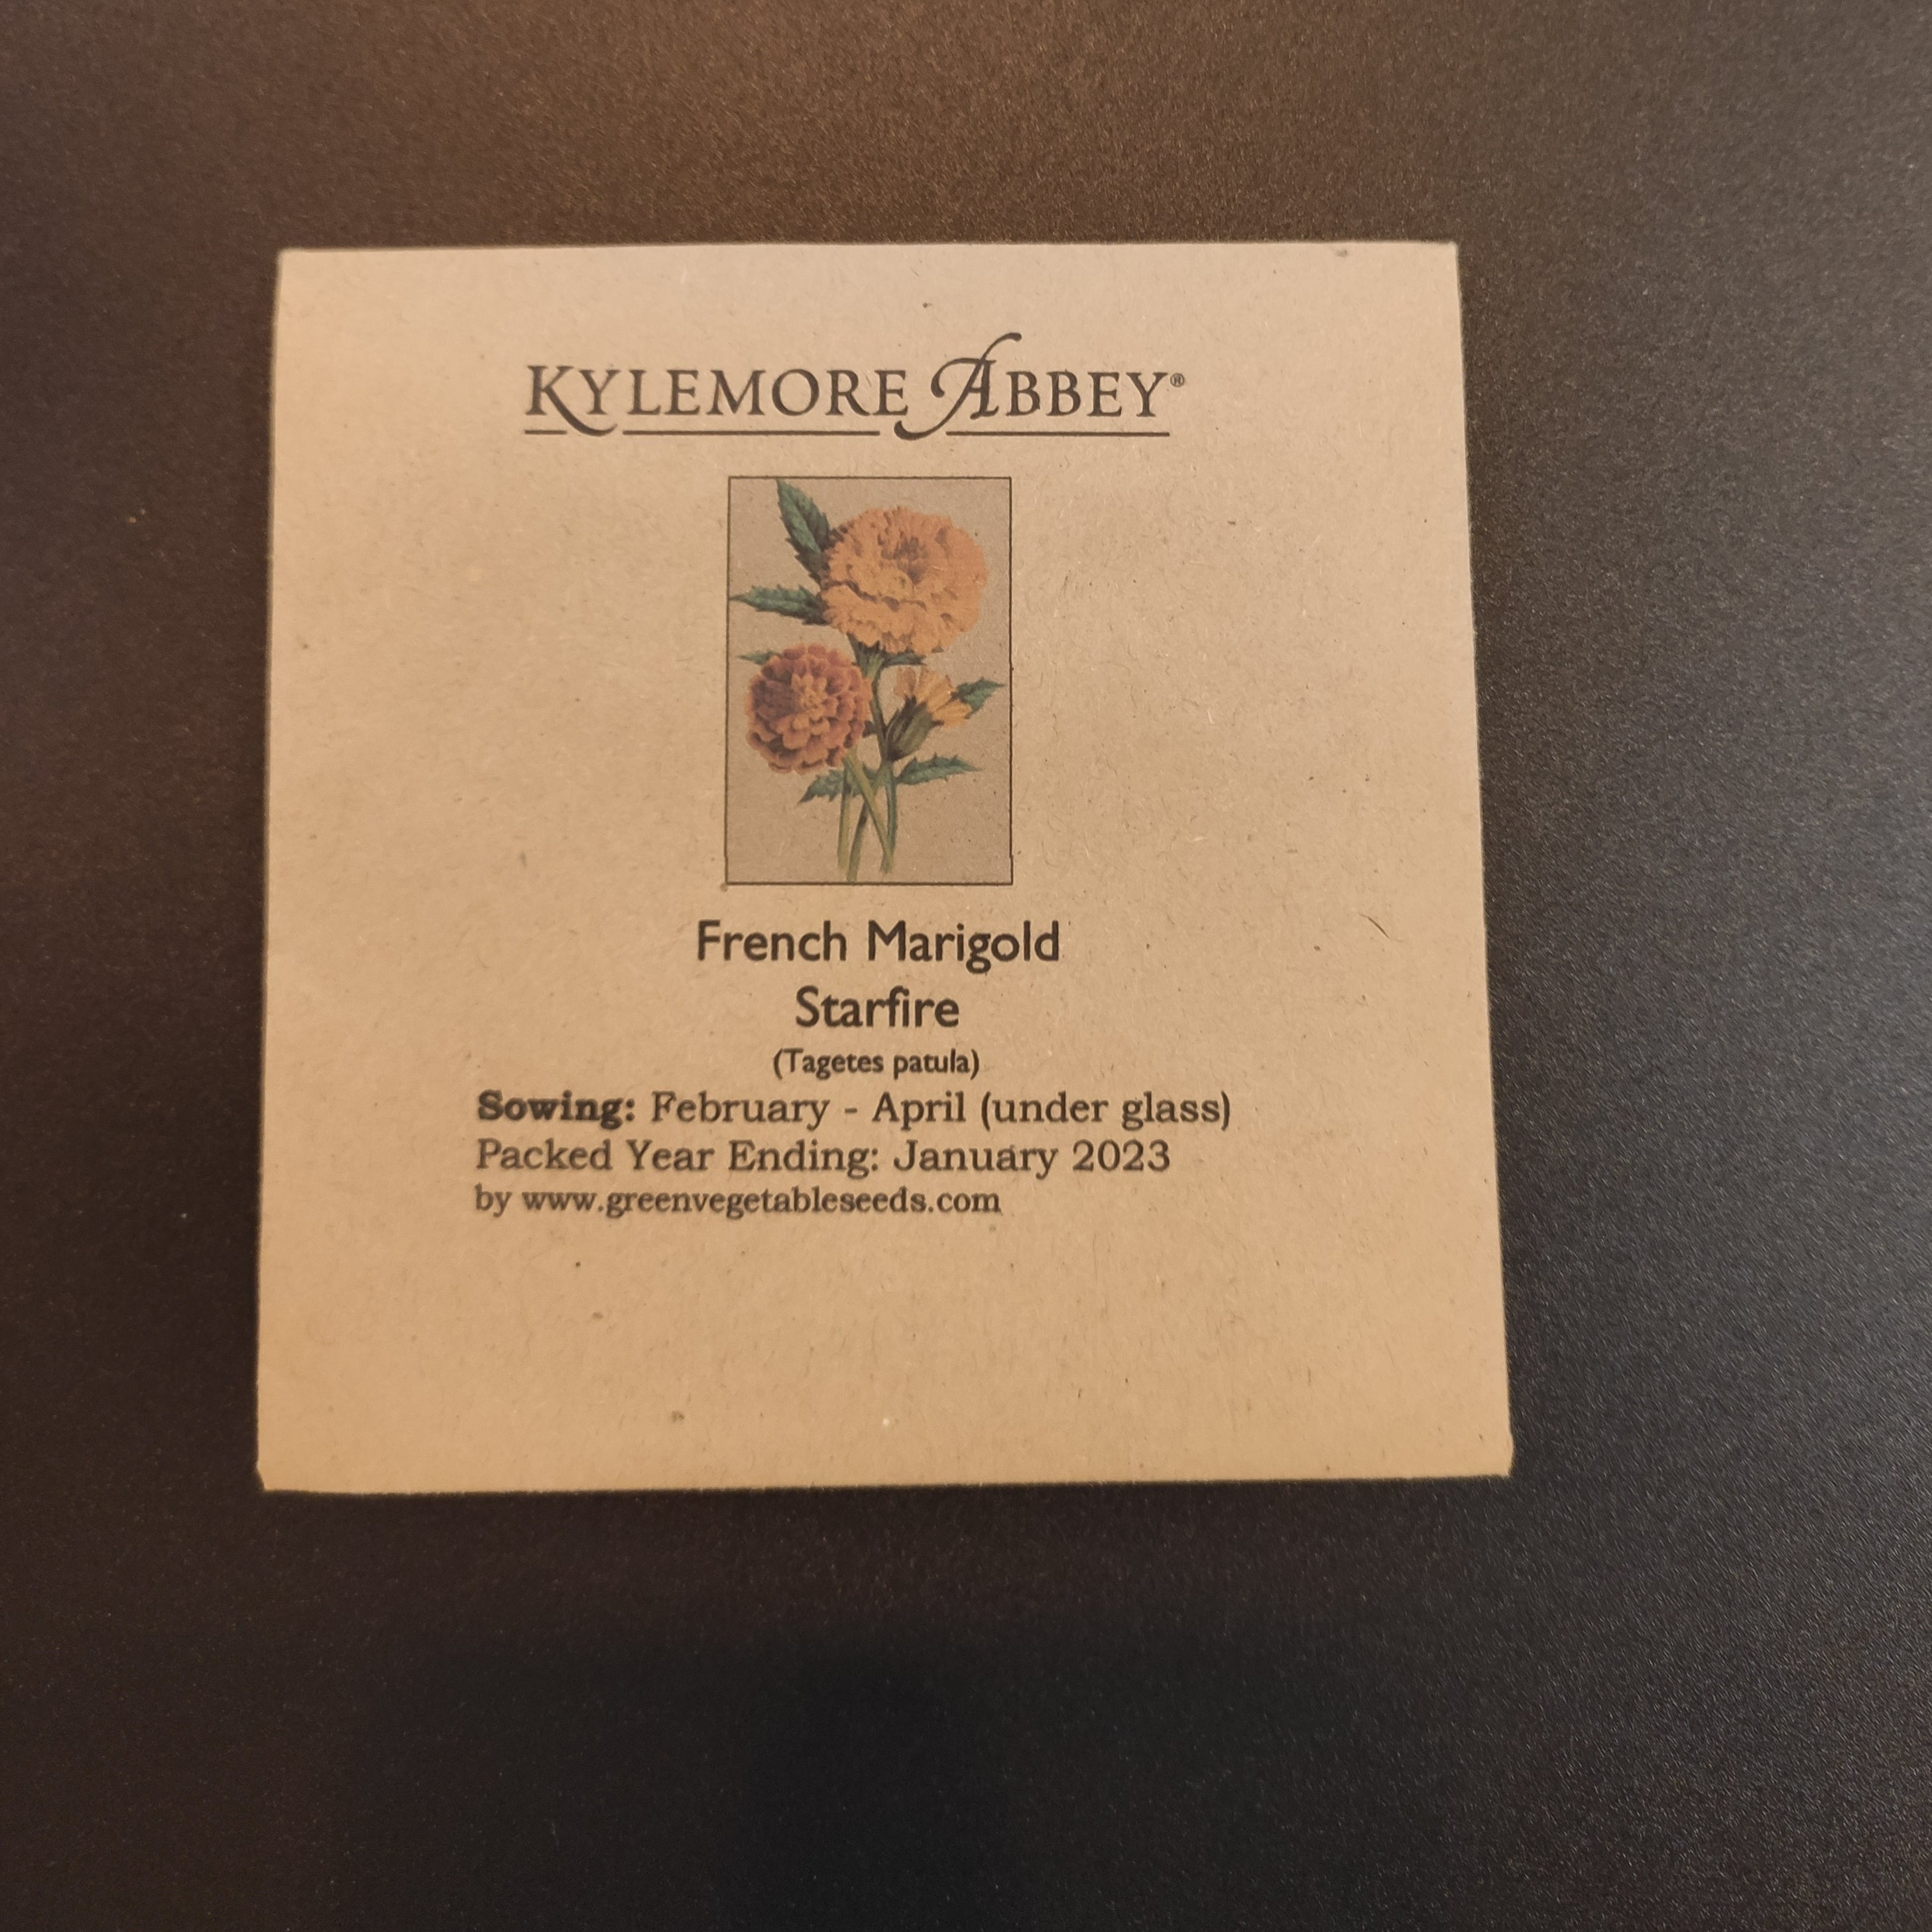 KYLEMORE ABBEY®
French Marigold
Starfire
(Tagetes patula)
Sowing: February - April (under glass)
Packed Year Ending: January 2023
by www.greenvegetableseeds.com